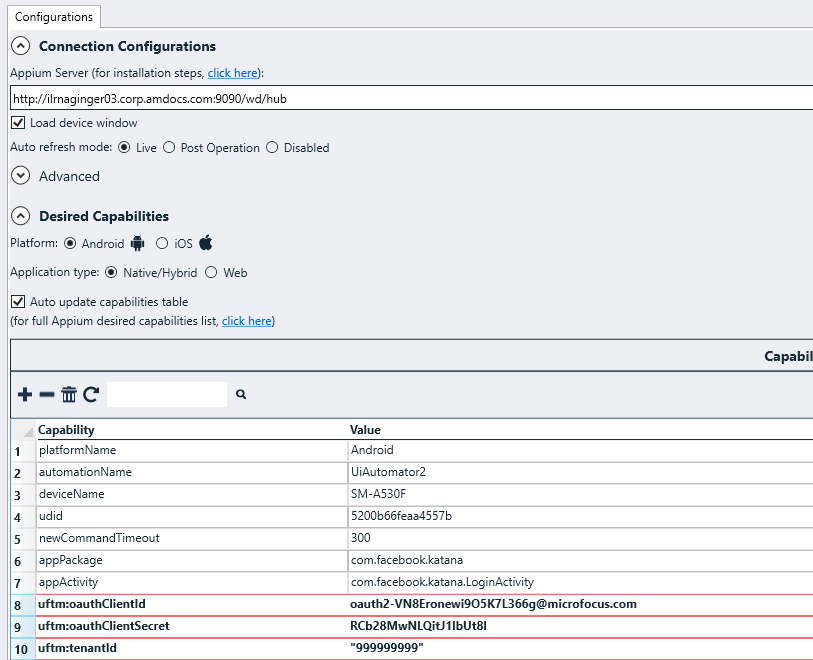 Configurations
Connection Configurations
Appium Server (for installation steps, click here):
http://ilrnaginger03.corp.amdocs.com:9090/wd/hub
Load device window
Auto refresh mode: Live Post Operation Disabled
Advanced
Desired Capabilities
Platform: Android iOS
Application type: Native/Hybrid Web
Auto update capabilities table
(for full Appium desired capabilities list, click here)
Capabil
Capability Value
1 platformName Android
2 automationName UiAutomator2
3 deviceName SM-A530F
4 udid 5200b66feaa4557b
5 newCommandTimeout 300
6 appPackage com.facebook.katana
7 appActivity com.facebook.katana.LoginActivity
8 uftm:oauthClientId oauth2-VN8Eronewi9O5K7L366g@microfocus.com
9 uftm:oauthClientSecret RCb28MwNLQitJ1lbUt8l
10 uftm:tenantId "999999999"